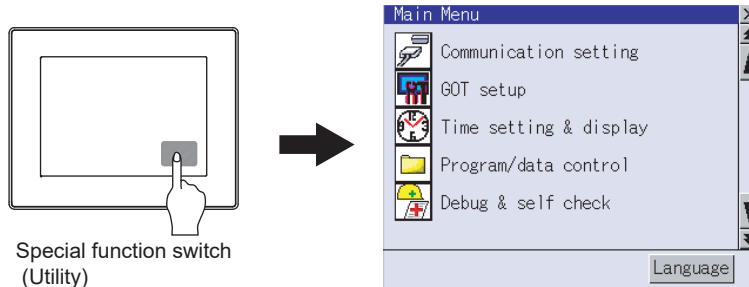 Special function switch
(Utility)
Main Menu
Communication setting
GOT setup
Time setting & display
Program/data control
Debug & self check
Language